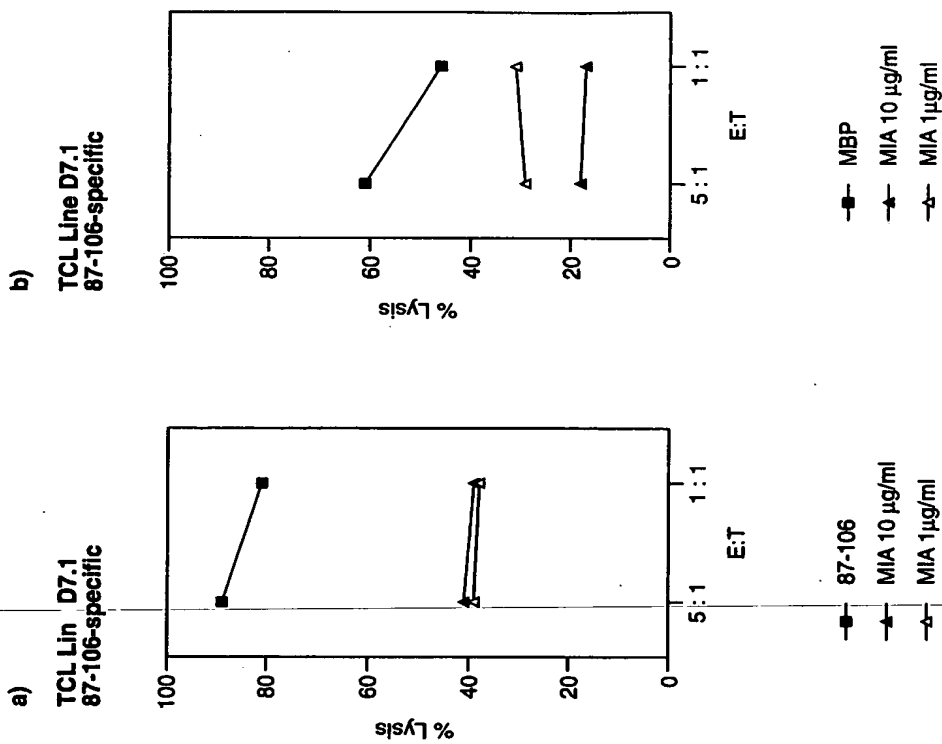 a)
TCL Lin D7.1
87-106-specific
% Lysis
100
80
60
40
20
0
5:1
1:1
E:T
87-106
MIA 10 µg/ml
MIA 1µg/ml
b)
TCL Line D7.1
87-106-specific
% Lysis
100
80
60
40
20
0
5:1
1:1
E:T
MBP
MIA 10 µg/ml
MIA 1µg/ml